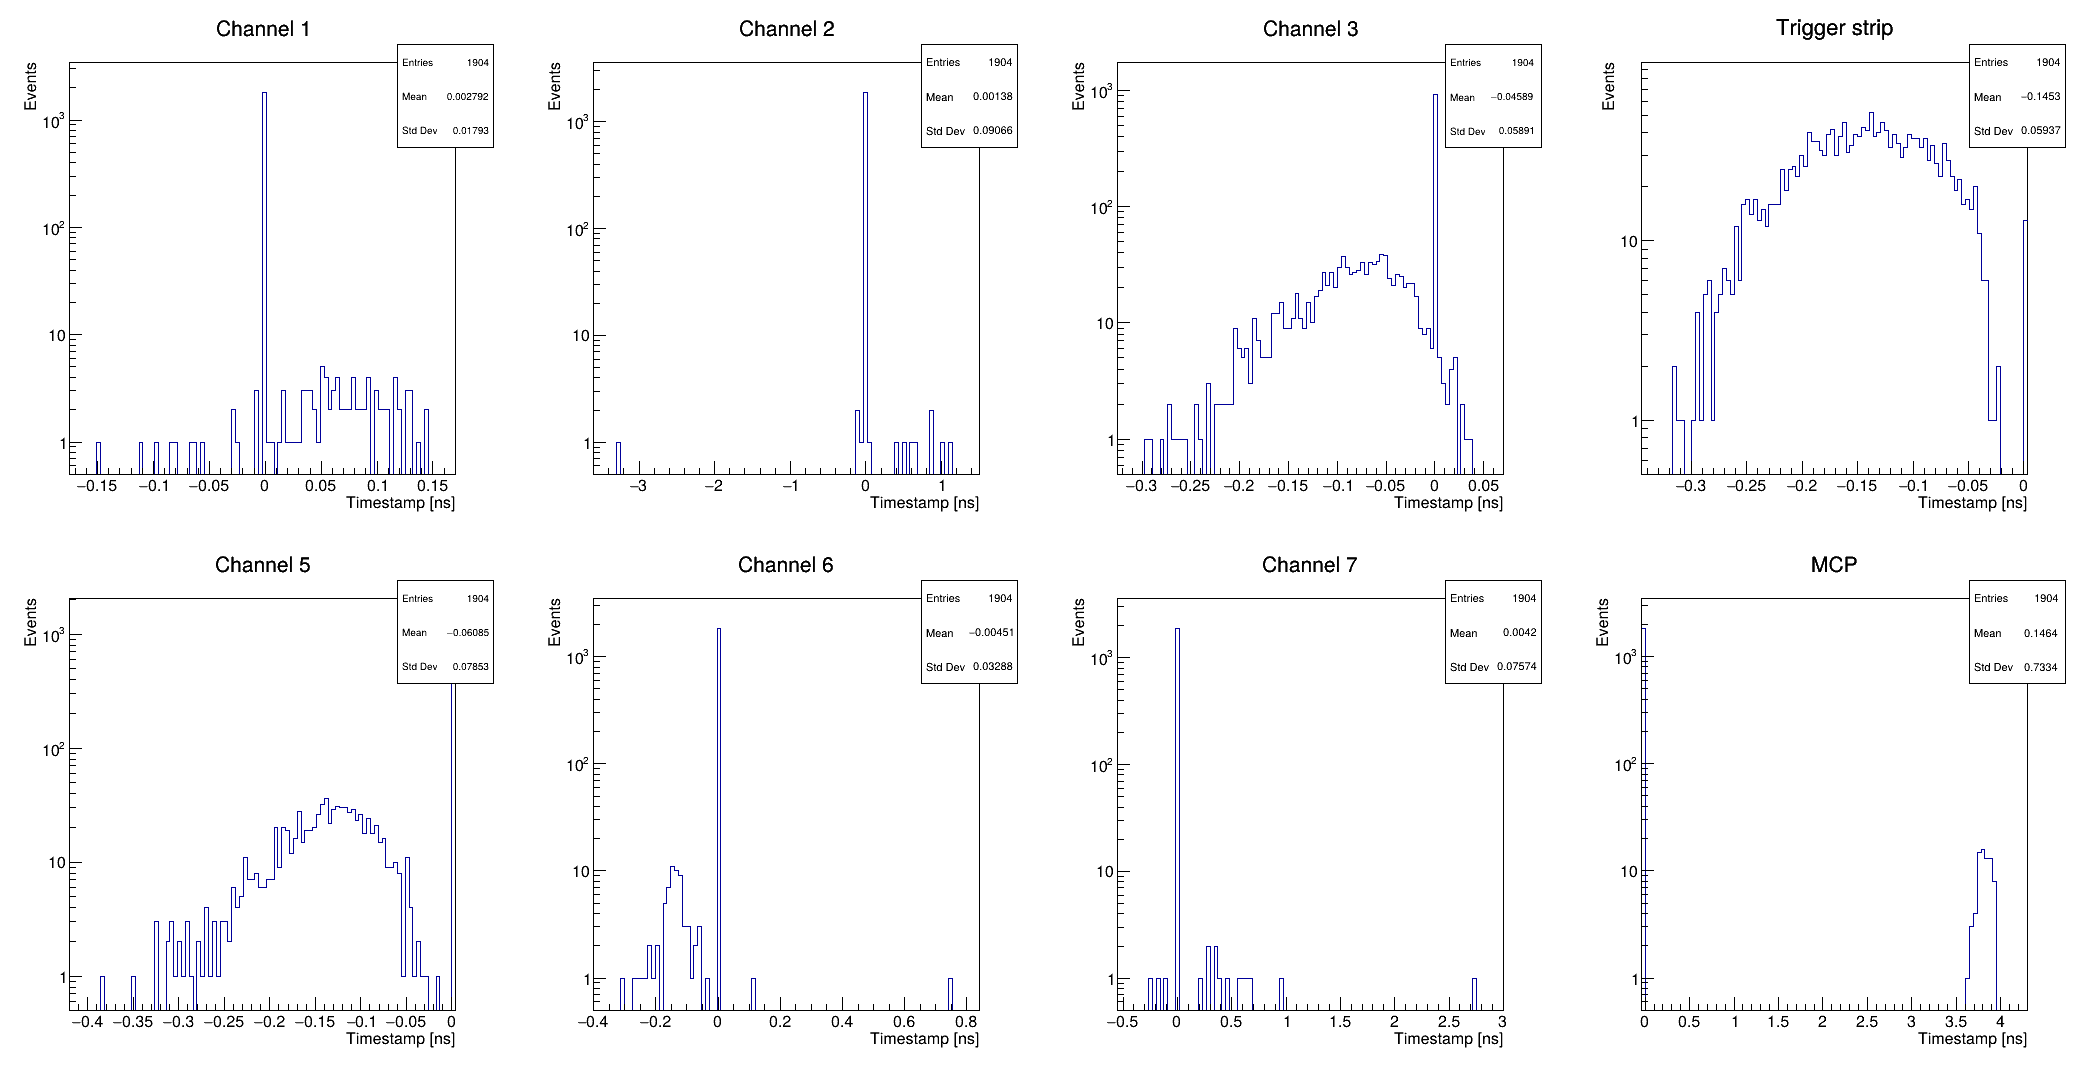 Channel 1
Entries 1904
Mean 0.002792
Std Dev 0.01793
Events
10³
10²
10
1
−0.15 −0.1 −0.05 0 0.05 0.1 0.15
Timestamp [ns]
Channel 2
Entries 1904
Mean 0.00138
Std Dev 0.09066
Events
10³
10²
10
1
−3 −2 −1 0 1
Timestamp [ns]
Channel 3
Entries 1904
Mean −0.04589
Std Dev 0.05891
Events
10³
10²
10
1
−0.3 −0.25 −0.2 −0.15 −0.1 −0.05 0 0.05
Timestamp [ns]
Trigger strip
Entries 1904
Mean −0.1453
Std Dev 0.05937
Events
10
1
−0.3 −0.25 −0.2 −0.15 −0.1 −0.05 0
Timestamp [ns]
Channel 5
Entries 1904
Mean −0.06085
Std Dev 0.07853
Events
10³
10²
10
1
−0.4 −0.35 −0.3 −0.25 −0.2 −0.15 −0.1 −0.05 0
Timestamp [ns]
Channel 6
Entries 1904
Mean −0.00451
Std Dev 0.03288
Events
10³
10²
10
1
−0.4 −0.2 0 0.2 0.4 0.6 0.8
Timestamp [ns]
Channel 7
Entries 1904
Mean 0.0042
Std Dev 0.07574
Events
10³
10²
10
1
−0.5 0 0.5 1 1.5 2 2.5 3
Timestamp [ns]
MCP
Entries 1904
Mean 0.1464
Std Dev 0.7334
Events
10³
10²
10
1
0 0.5 1 1.5 2 2.5 3 3.5 4
Timestamp [ns]